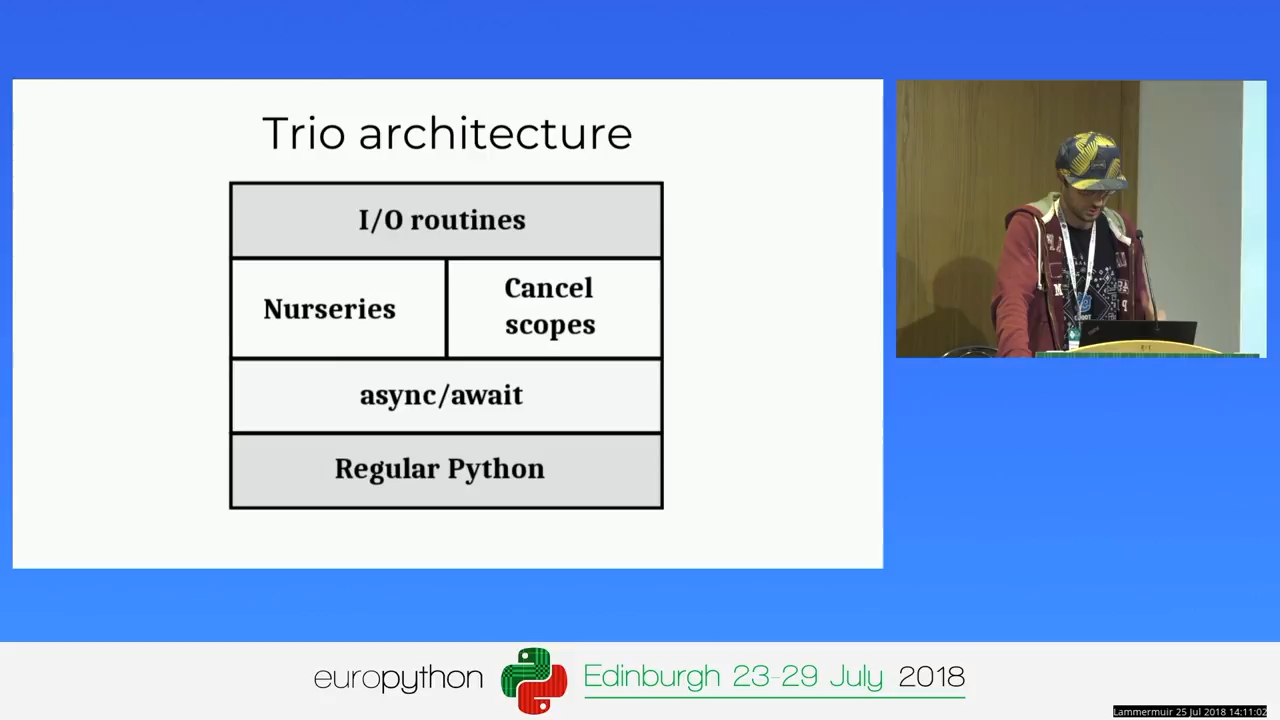 Trio architecture
I/O routines
Nurseries
Cancel
scopes
async/await
Regular Python
europython
Edinburgh 23-29 July 2018
Lammermuir 25 Jul 2018 14:11:02